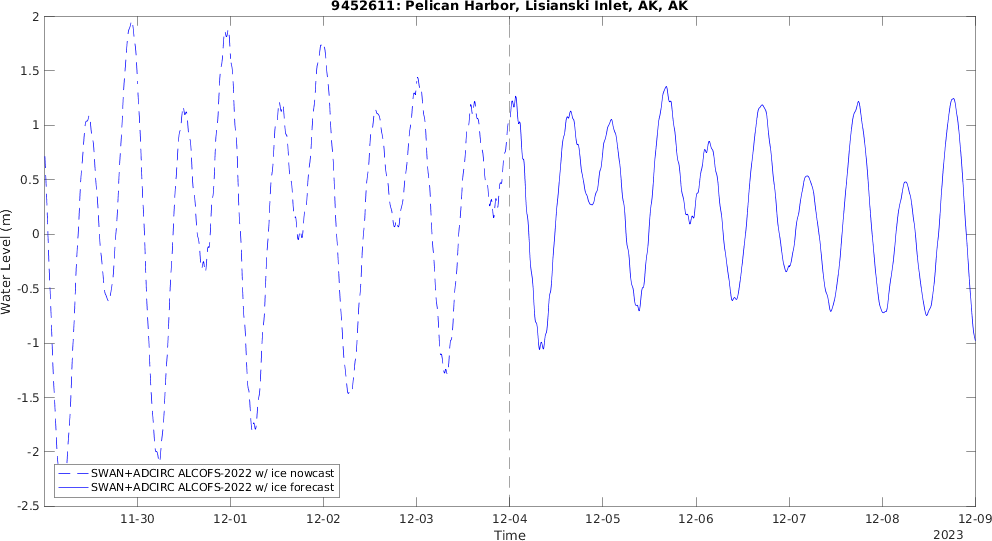 9452611: Pelican Harbor, Lisianski Inlet, AK, AK
2
1.5
1
0.5
0
-0.5
-1
-1.5
-2
-2.5
Water Level (m)
SWAN+ADCIRC ALCOFS-2022 w/ ice nowcast
SWAN+ADCIRC ALCOFS-2022 w/ ice forecast
11-30 12-01 12-02 12-03 12-04 12-05 12-06 12-07 12-08 12-09
Time
2023